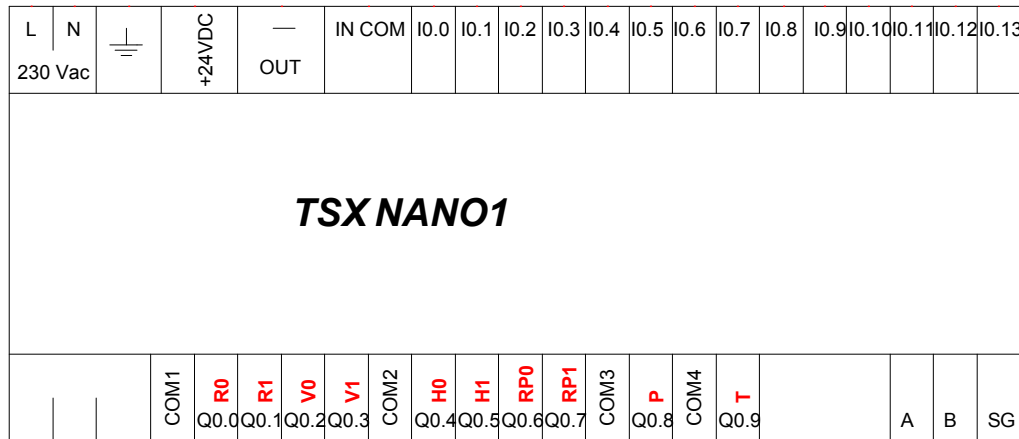 L N +24VDC — IN COM I0.0 I0.1 I0.2 I0.3 I0.4 I0.5 I0.6 I0.7 I0.8 I0.9 I0.10 I0.11 I0.12 I0.13
230 Vac OUT
TSX NANO1
COM1 R0 R1 V0 V1 COM2 H0 H1 RP0 RP1 COM3 P COM4 T
Q0.0 Q0.1 Q0.2 Q0.3 Q0.4 Q0.5 Q0.6 Q0.7 Q0.8 Q0.9 A B SG